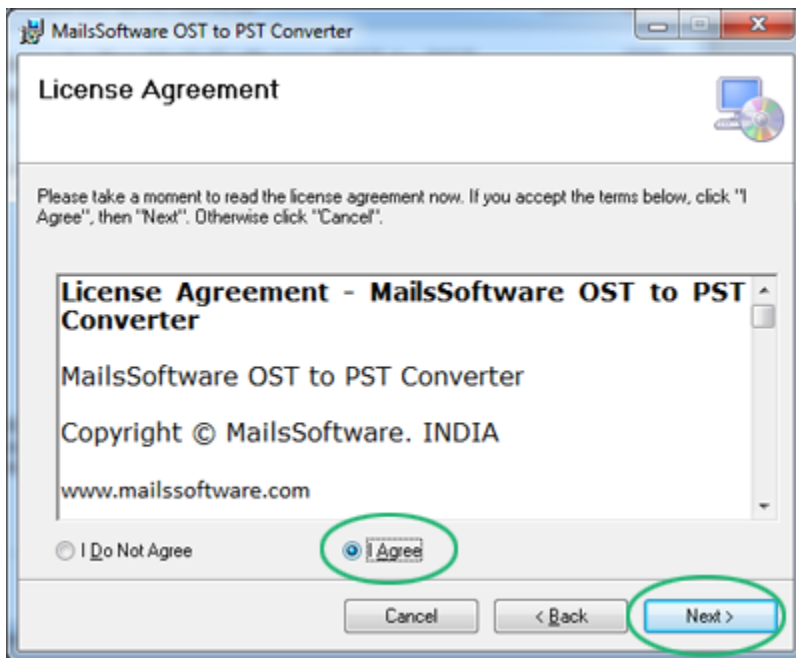 MailsSoftware OST to PST Converter
License Agreement
Please take a moment to read the license agreement now. If you accept the terms below, click "I
Agree", then "Next". Otherwise click "Cancel".
License Agreement - MailsSoftware OST to PST
Converter
MailsSoftware OST to PST Converter
Copyright © MailsSoftware. INDIA
www.mailssoftware.com
I Do Not Agree
I Agree
Cancel
< Back
Next >